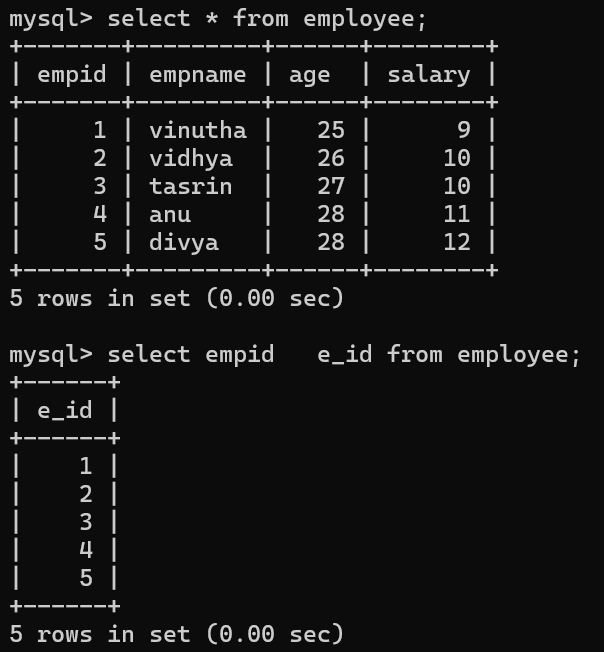 mysql> select * from employee;
+-------+---------+------+--------+
| empid | empname | age  | salary |
+-------+---------+------+--------+
|     1 | vinutha |   25 |      9 |
|     2 | vidhya  |   26 |     10 |
|     3 | tasrin  |   27 |     10 |
|     4 | anu     |   28 |     11 |
|     5 | divya   |   28 |     12 |
+-------+---------+------+--------+
5 rows in set (0.00 sec)

mysql> select empid   e_id from employee;
+------+
| e_id |
+------+
|    1 |
|    2 |
|    3 |
|    4 |
|    5 |
+------+
5 rows in set (0.00 sec)